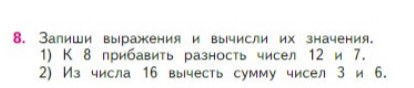 8. Запиши выражения и вычисли их значения.
1) К 8 прибавить разность чисел 12 и 7.
2) Из числа 16 вычесть сумму чисел 3 и 6.